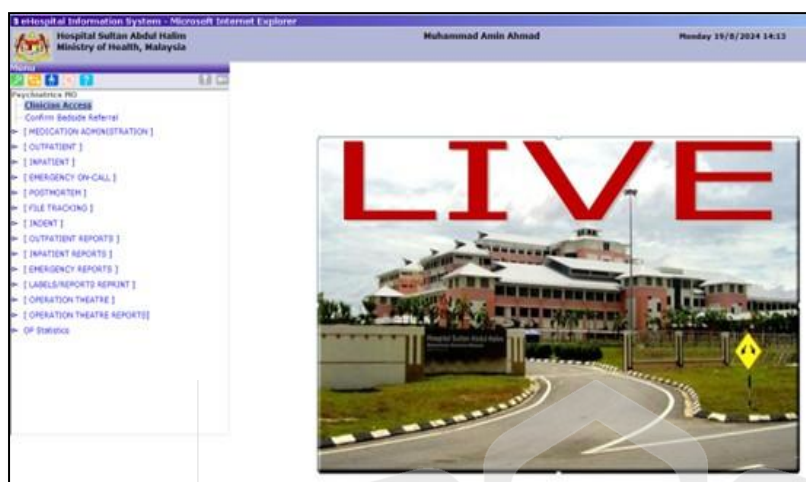 eHospital Information System - Microsoft Internet Explorer
Hospital Sultan Abdul Halim
Ministry of Health, Malaysia
Muhammad Amin Ahmad
Monday 19/8/2024 14:13
Menu
Psychiatrics MO
Clinician Access
Confirm Bedside Referral
[ MEDICATION ADMINISTRATION ]
[ OUTPATIENT ]
[ INPATIENT ]
[ EMERGENCY ON-CALL ]
[ POSTMORTEM ]
[ FILE TRACKING ]
[ INDENT ]
[ OUTPATIENT REPORTS ]
[ INPATIENT REPORTS ]
[ EMERGENCY REPORTS ]
[ LABELS/REPORTS REPRINT ]
[ OPERATION THEATRE ]
[ OPERATION THEATRE REPORTS]
OP Statistics
LIVE
Hospital Sultan Abdul Halim